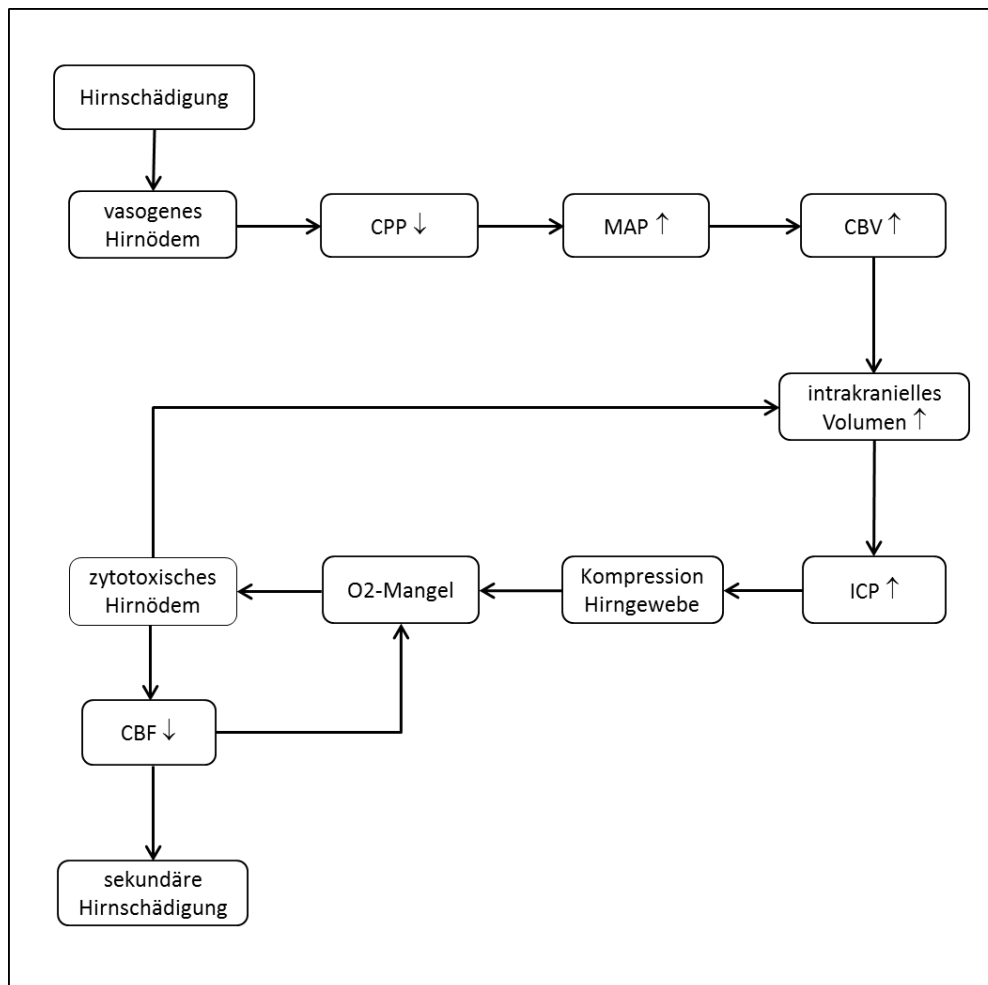 Hirnschädigung
vasogenes
Hirnödem
CPP ↓
MAP ↑
CBV ↑
intrakranielles
Volumen ↑
zytotoxisches
Hirnödem
O2-Mangel
Kompression
Hirngewebe
ICP ↑
CBF ↓
sekundäre
Hirnschädigung